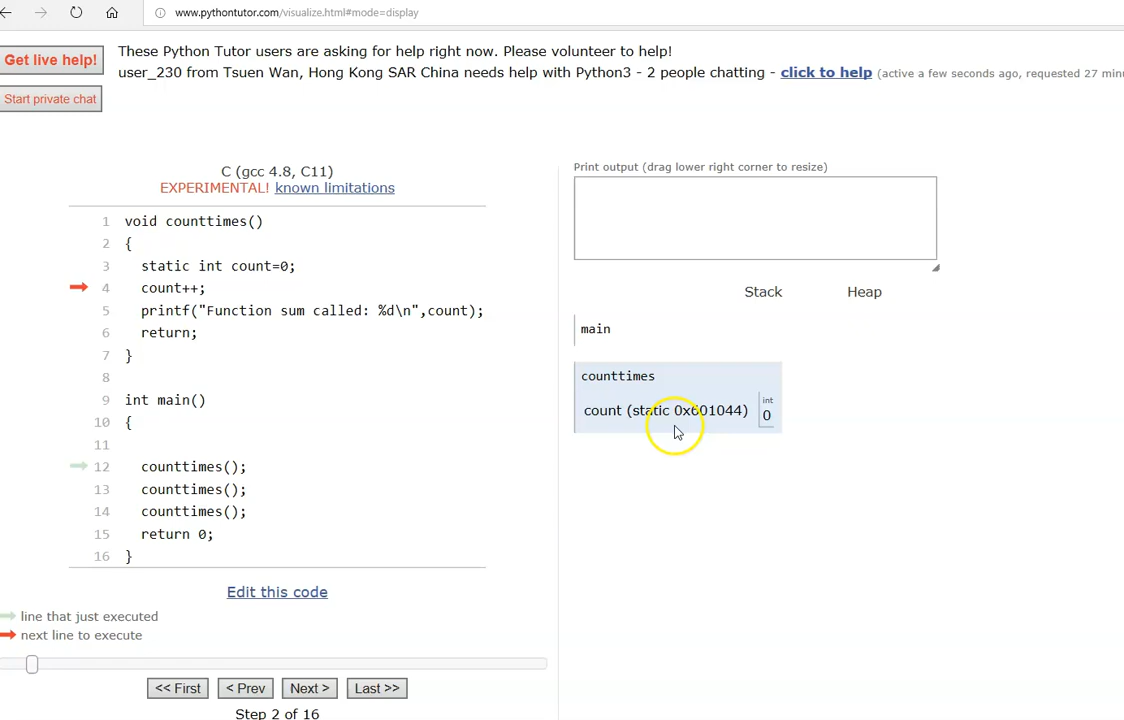 www.pythontutor.com/visualize.html#mode=display
Get live help!
These Python Tutor users are asking for help right now. Please volunteer to help!
user_230 from Tsuen Wan, Hong Kong SAR China needs help with Python3 - 2 people chatting - click to help (active a few seconds ago, requested 27
Start private chat
C (gcc 4.8, C11)
EXPERIMENTAL! known limitations
1 void counttimes()
2 {
3 static int count=0;
4 count++;
5 printf("Function sum called: %d\n",count);
6 return;
7 }
8
9 int main()
10 {
11
12 counttimes();
13 counttimes();
14 counttimes();
15 return 0;
16 }
Edit this code
line that just executed
next line to execute
<< First
< Prev
Next >
Last >>
Step 2 of 16
Print output (drag lower right corner to resize)
Stack
Heap
main
counttimes
count (static 0x601044)
int
0